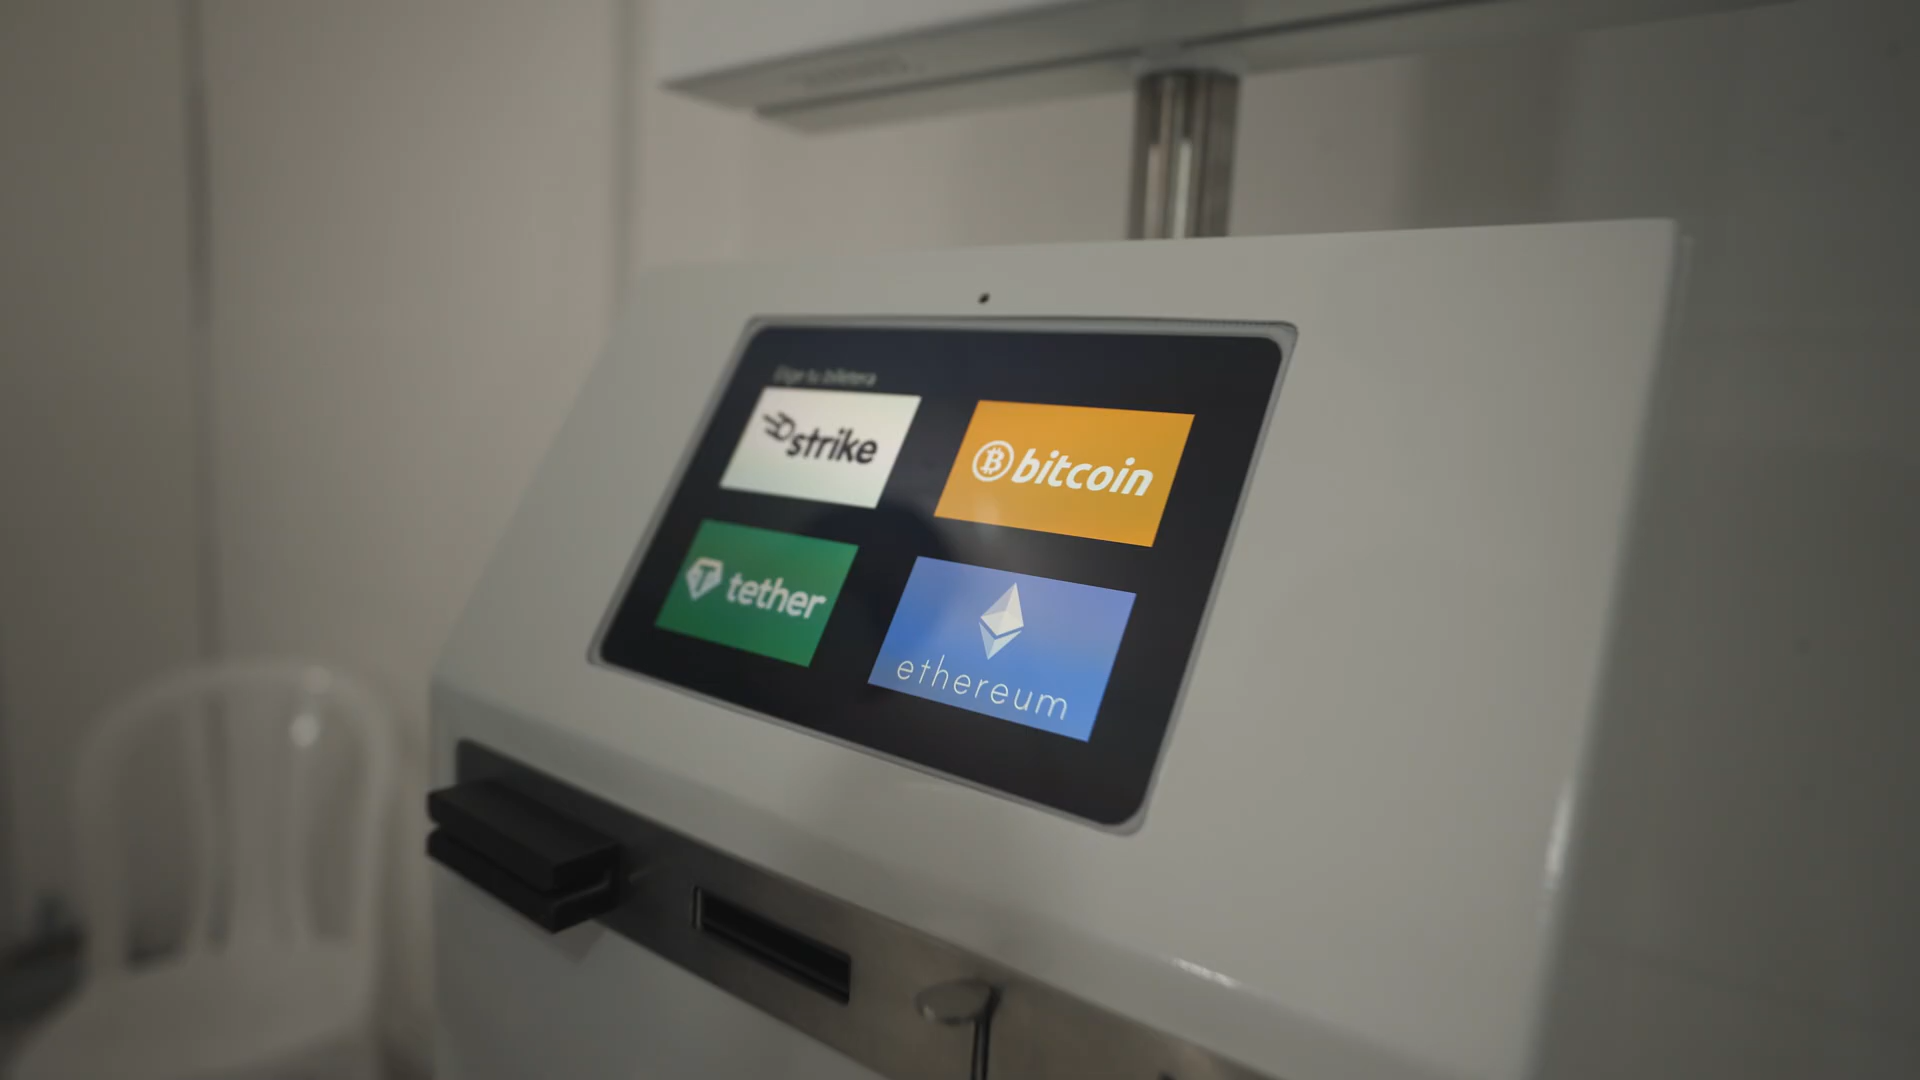 Elige tu billetera
strike
bitcoin
tether
ethereum